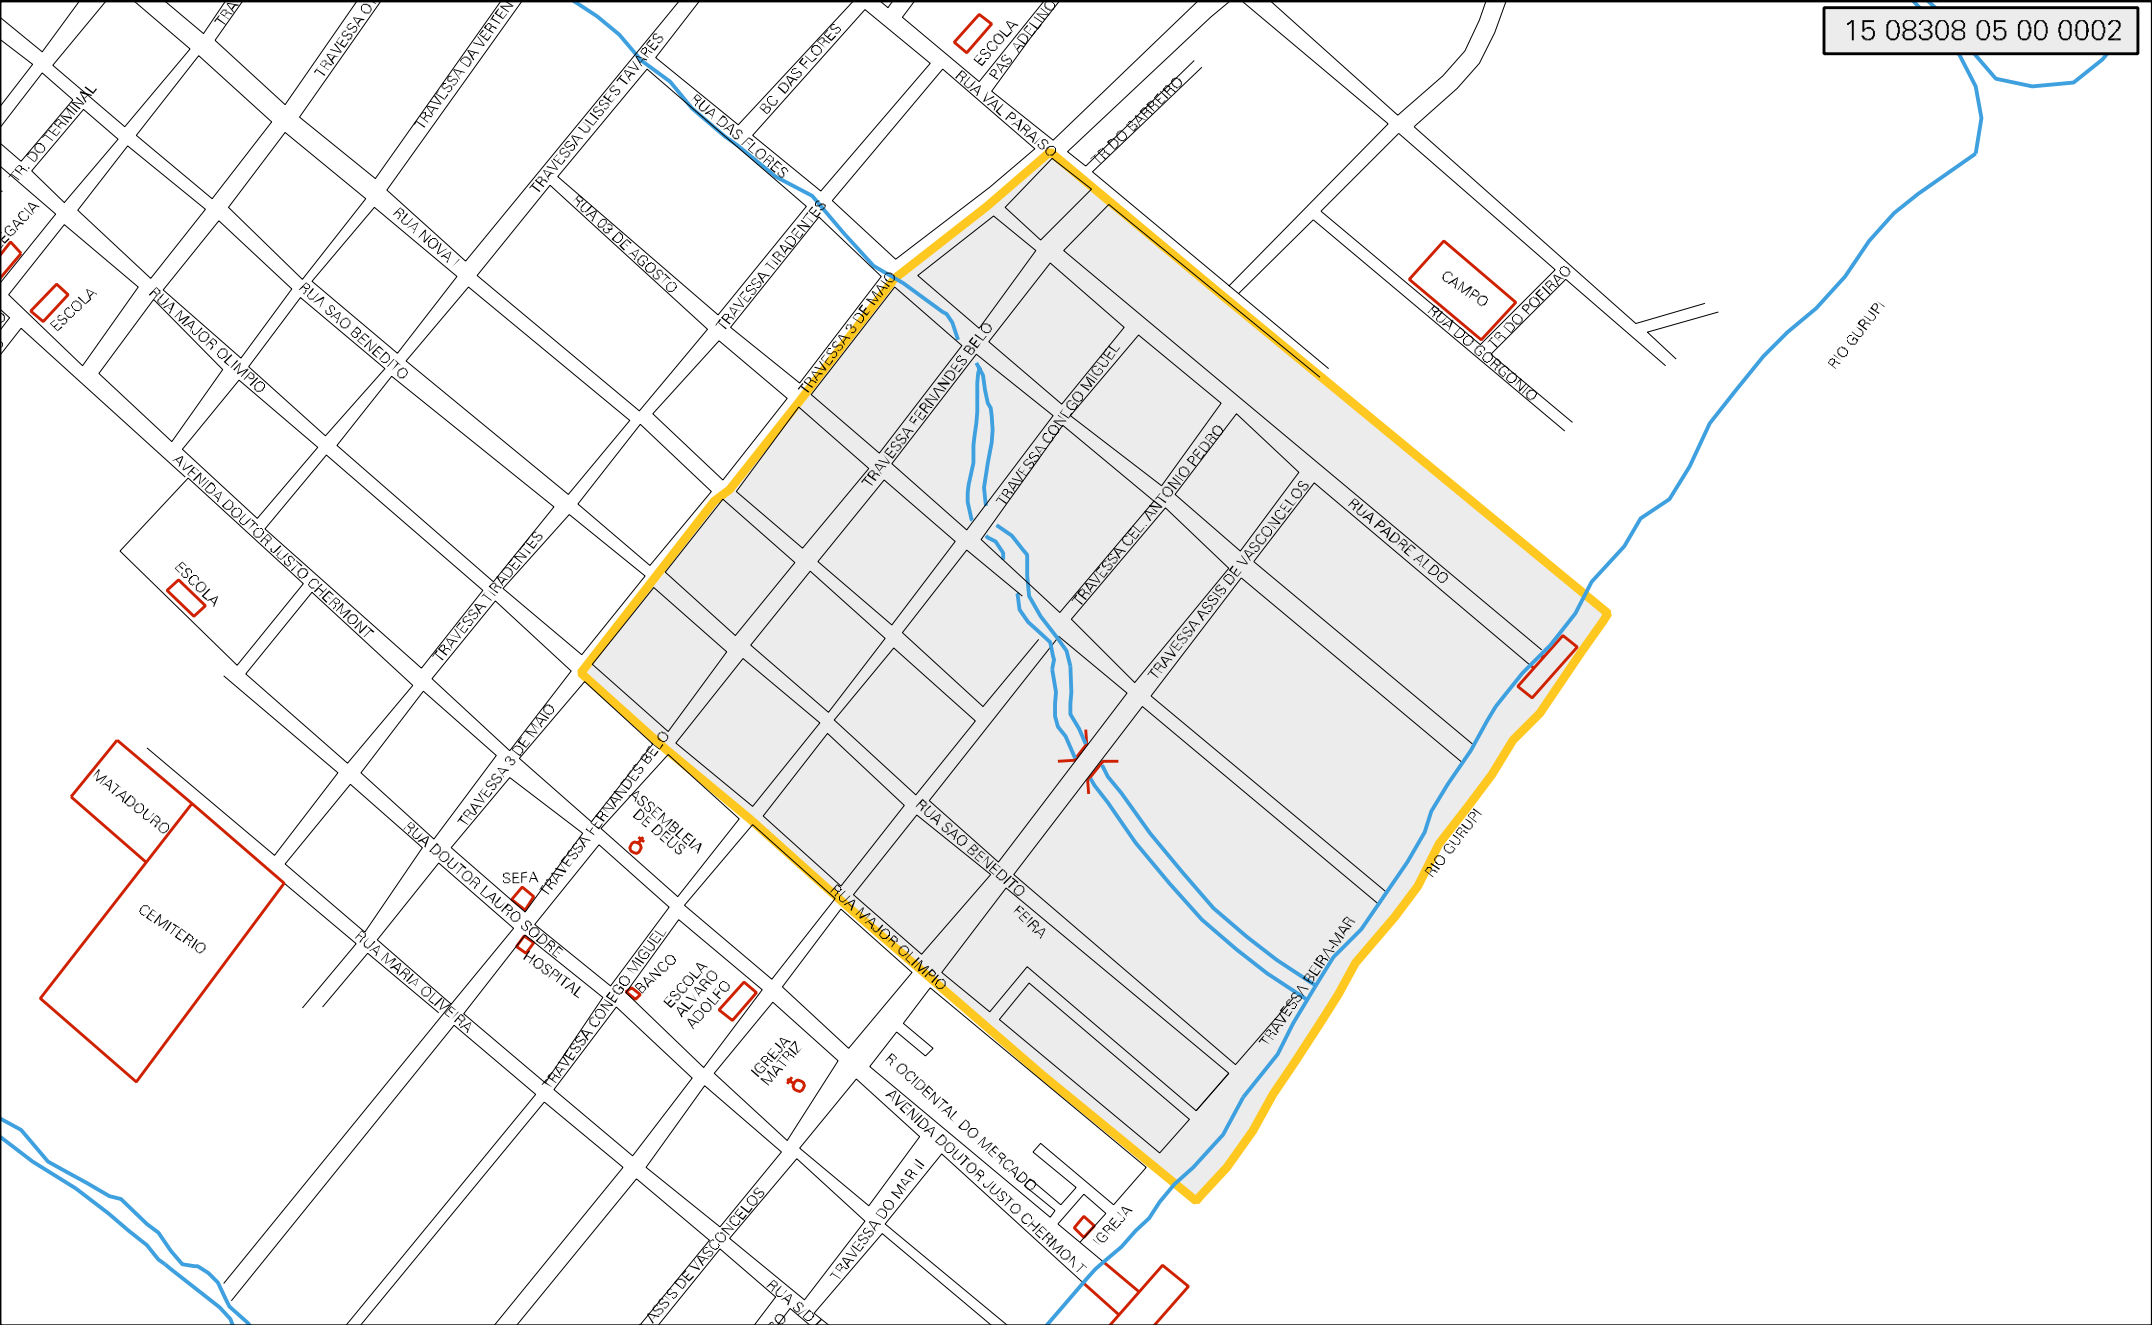 15 08308 05 00 0002
TRA
TRAVESSA O
TRAVESSA DA VERTEN
TRAVESSA ULISSES TAVARES
BC. DAS FLORES
ESCOLA
PAS. ADELINO
RUA VAL PARAISO
TR DO BARREIRO
RUA DAS FLORES
TR. DO TERMINAL
EGACIA
ESCOLA
RUA NOVA
RUA 03 DE AGOSTO
TRAVESSA TIRADENTES
TRAVESSA 3 DE MAIO
RUA MAJOR OLIMPIO
RUA SAO BENEDITO
CAMPO
TR DO POEIRAO
RUA DO GORGONIO
RIO GURUPI
TRAVESSA FERNANDES BELO
TRAVESSA CONEGO MIGUEL
TRAVESSA CEL. ANTONIO PEDRO
TRAVESSA ASSIS DE VASCONCELOS
RUA PADRE ALDO
AVENIDA DOUTOR JUSTO CHERMONT
ESCOLA
TRAVESSA TIRADENTES
TRAVESSA 3 DE MAIO
TRAVESSA FERNANDES BELO
ASSEMBLEIA
DE DEUS
MATADOURO
CEMITERIO
RUA DOUTOR LAURO SODRE
SEFA
HOSPITAL
RUA MARIA OLIVEIRA
TRAVESSA CONEGO MIGUEL
BANCO
ESCOLA
ALVARO
ADOLFO
IGREJA
MATRIZ
RUA MAJOR OLIMPIO
RUA SAO BENEDITO
FEIRA
RIO GURUPI
TRAVESSA BEIRA-MAR
R OCIDENTAL DO MERCADO
AVENIDA DOUTOR JUSTO CHERMONT
IGREJA
TRAVESSA DO MAR II
ASSIS DE VASCONCELOS
RUA S/D